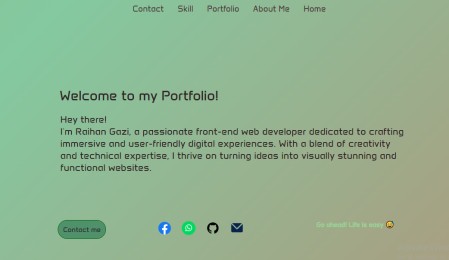 Contact Skill Portfolio About Me Home
Welcome to my Portfolio!
Hey there!
I'm Raihan Gazi, a passionate front-end web developer dedicated to crafting
immersive and user-friendly digital experiences. With a blend of creativity
and technical expertise, I thrive on turning ideas into visually stunning and
functional websites.
Contact me
Go ahead! Life is easy